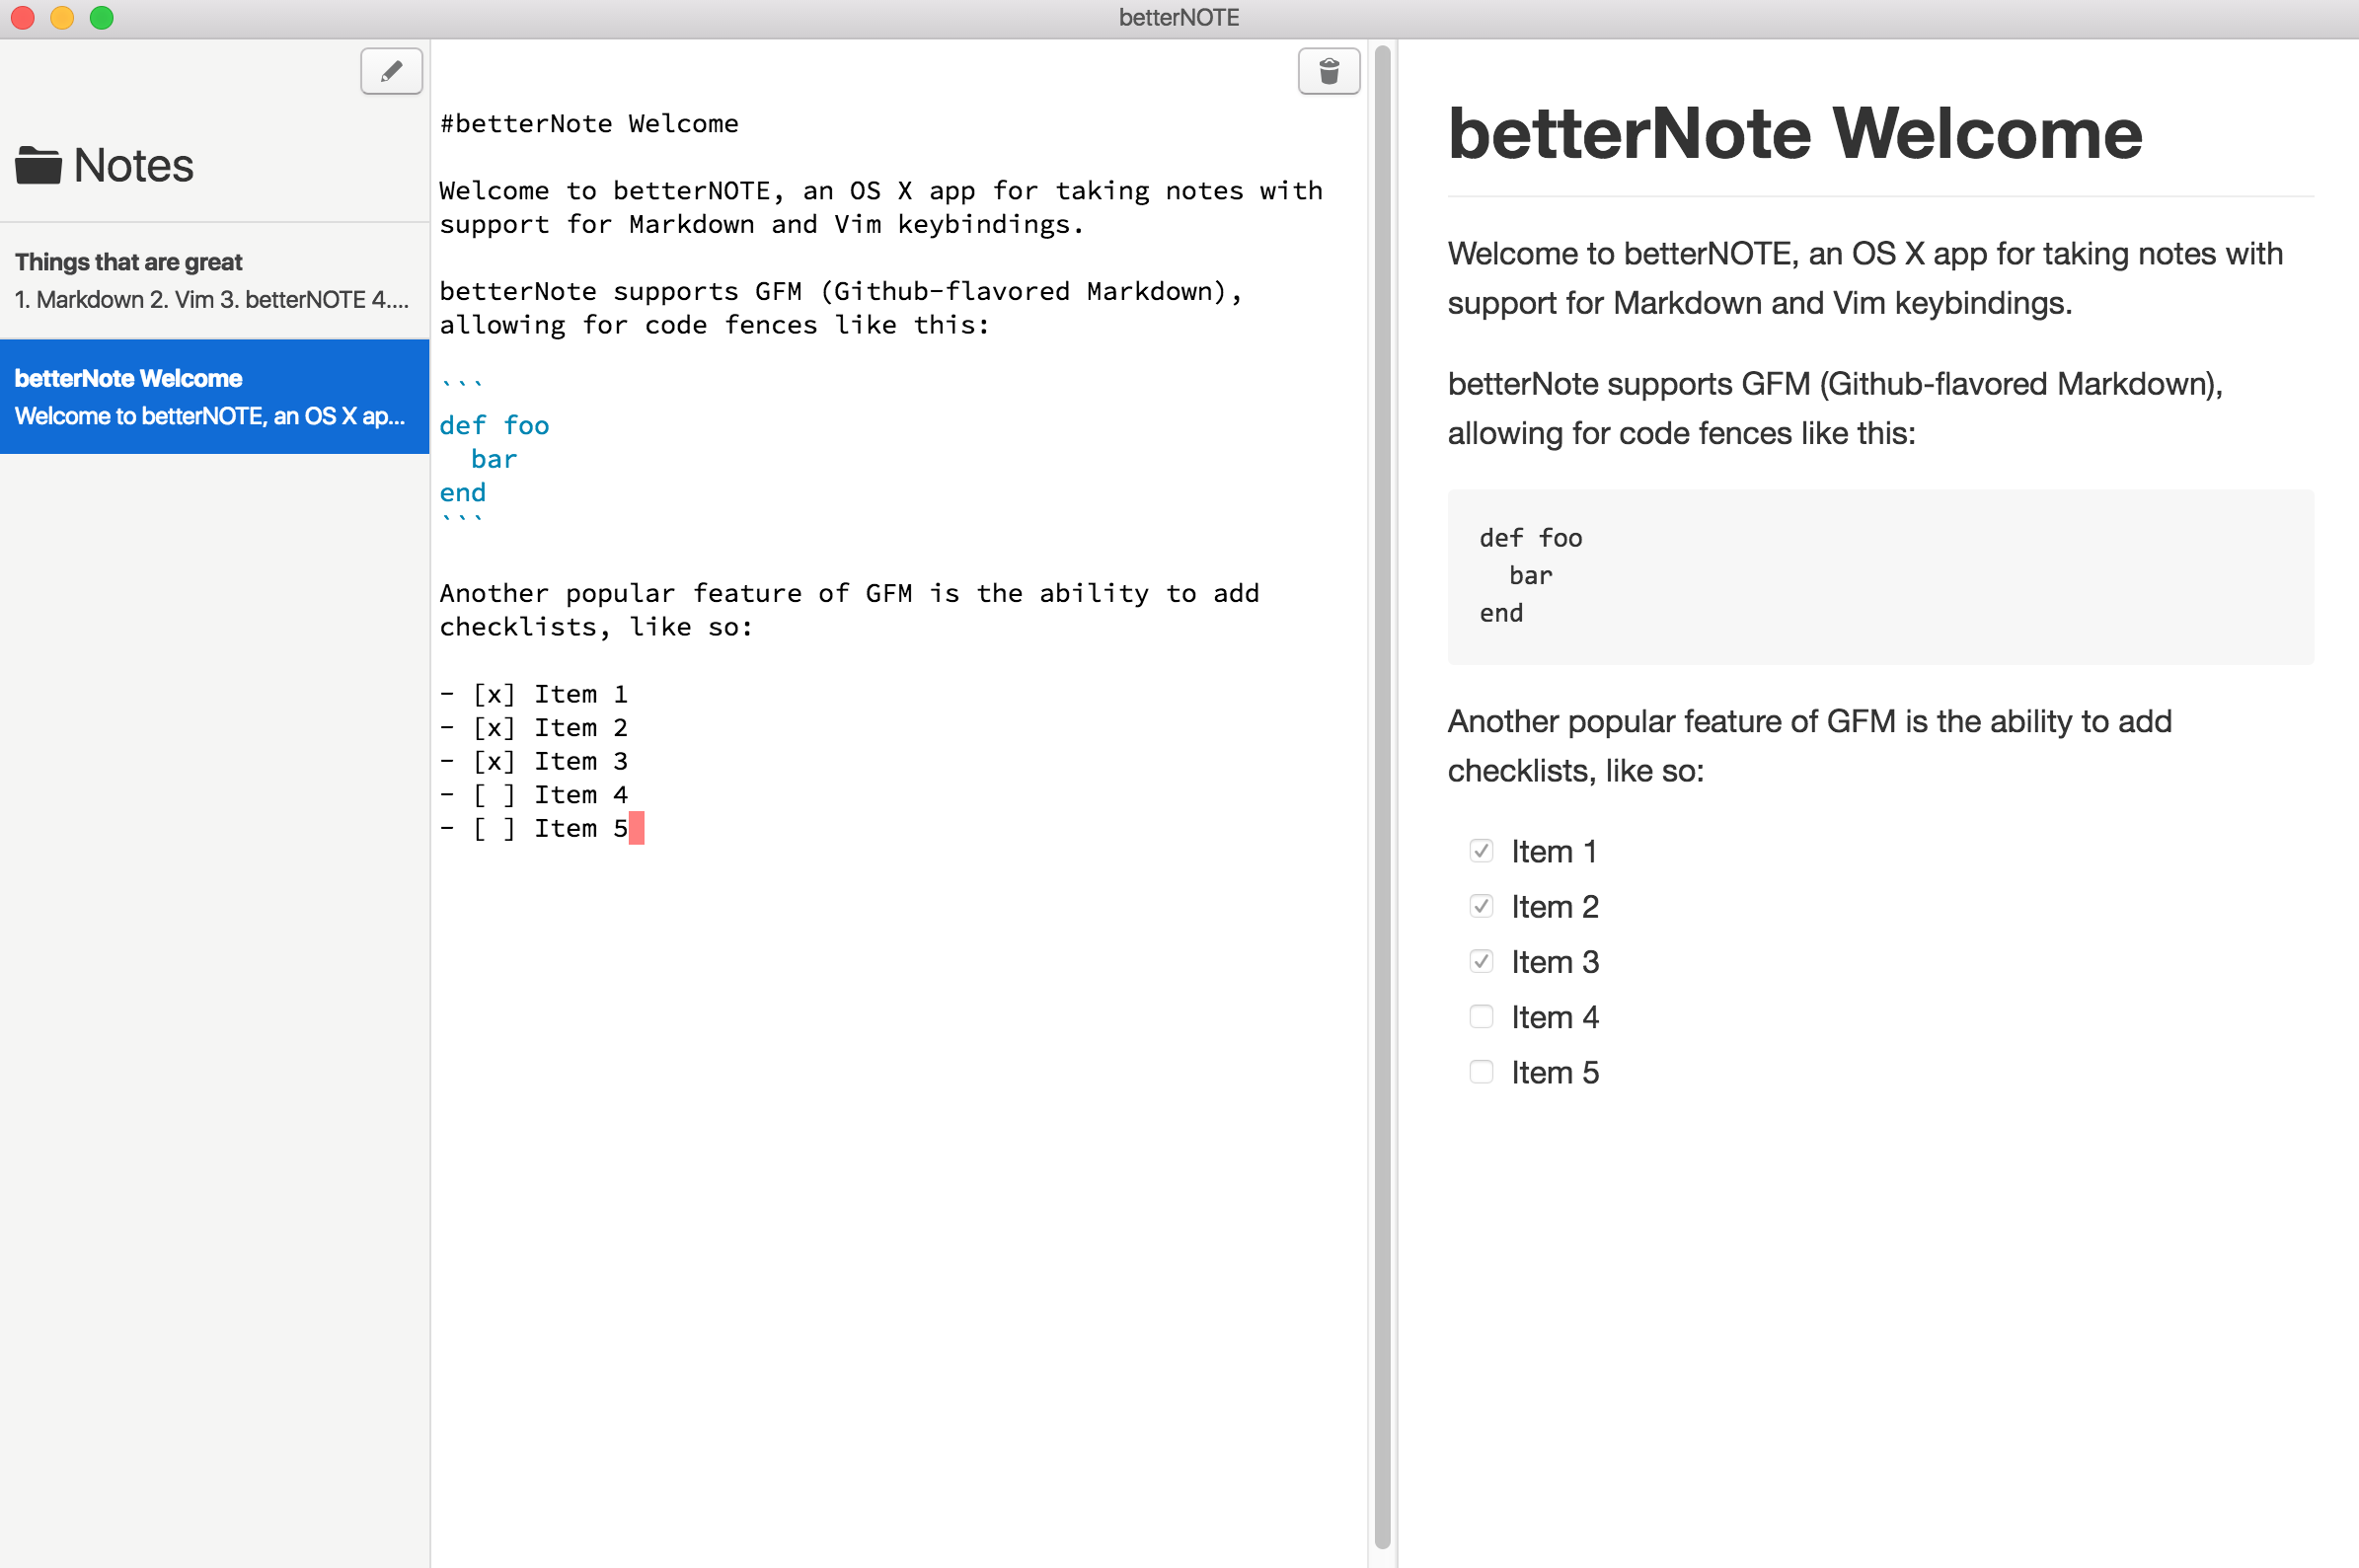 betterNOTE
Notes
Things that are great
1. Markdown 2. Vim 3. betterNOTE 4....
betterNote Welcome
Welcome to betterNOTE, an OS X ap...
#betterNote Welcome
Welcome to betterNOTE, an OS X app for taking notes with
support for Markdown and Vim keybindings.
betterNote supports GFM (Github-flavored Markdown),
allowing for code fences like this:
```
def foo
  bar
end
```
Another popular feature of GFM is the ability to add
checklists, like so:
- [x] Item 1
- [x] Item 2
- [x] Item 3
- [ ] Item 4
- [ ] Item 5
betterNote Welcome
Welcome to betterNOTE, an OS X app for taking notes with
support for Markdown and Vim keybindings.
betterNote supports GFM (Github-flavored Markdown),
allowing for code fences like this:
def foo
  bar
end
Another popular feature of GFM is the ability to add
checklists, like so:
Item 1
Item 2
Item 3
Item 4
Item 5